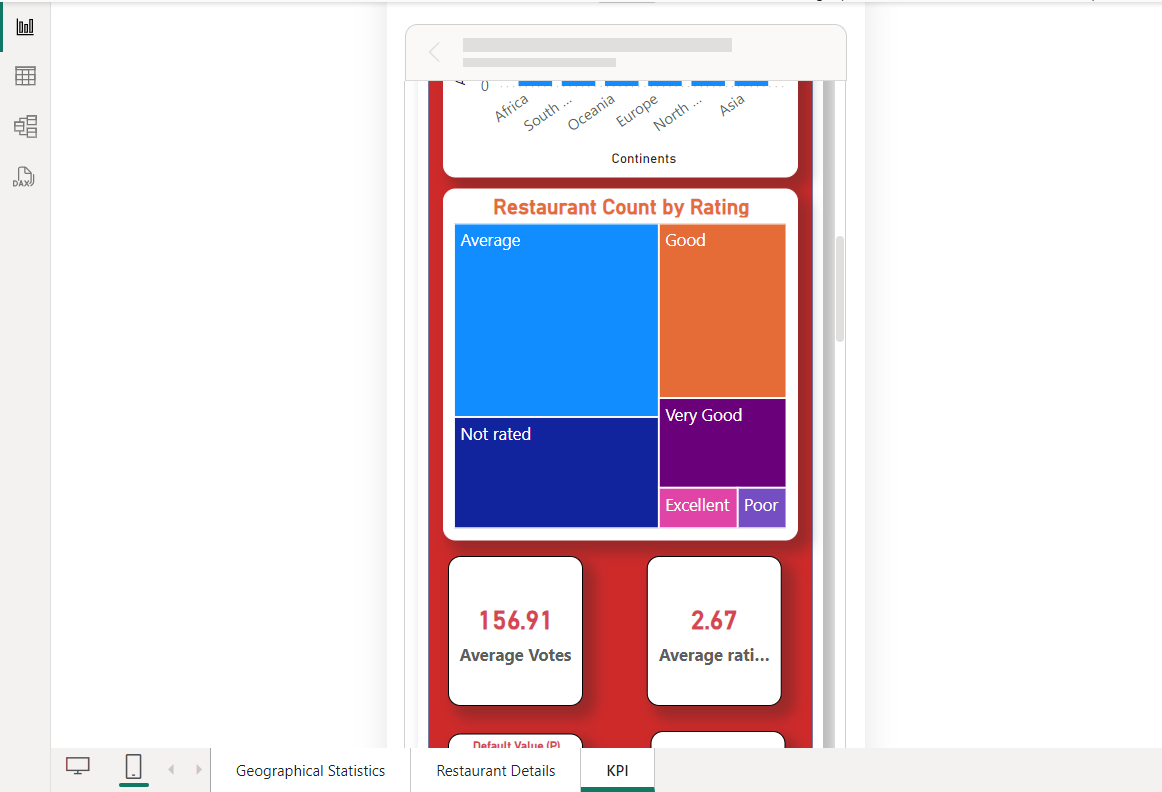 0
Africa
South ...
Oceania
Europe
North ...
Asia
Continents
Restaurant Count by Rating
Average
Good
Very Good
Not rated
Excellent
Poor
156.91
Average Votes
2.67
Average rati...
Default Value (P)
DAX
Geographical Statistics
Restaurant Details
KPI